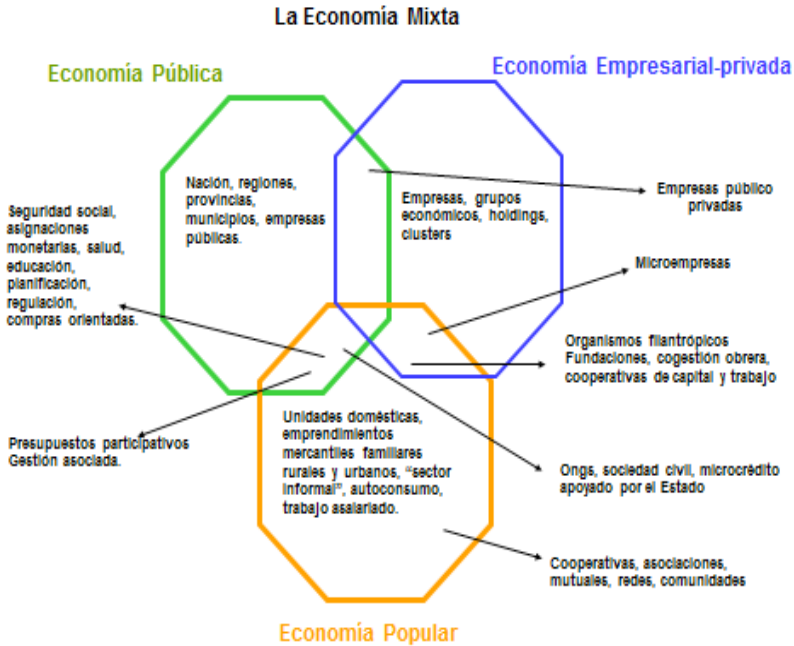 La Economía Mixta
Economía Pública
Economía Empresarial-privada
Nación, regiones,
provincias,
municipios, empresas
públicas.
Empresas, grupos
económicos, holdings,
clusters
Empresas público
privadas
Seguridad social,
asignaciones
monetarias, salud,
educación,
planificación,
regulación,
compras orientadas.
Microempresas
Organismos filantrópicos
Fundaciones, cogestión obrera,
cooperativas de capital y trabajo
Presupuestos participativos
Gestión asociada.
Unidades domésticas,
emprendimientos
mercantiles familiares
rurales y urbanos, “sector
informal”, autoconsumo,
trabajo asalariado.
Ongs, sociedad civil, microcrédito
apoyado por el Estado
Cooperativas, asociaciones,
mutuales, redes, comunidades
Economía Popular